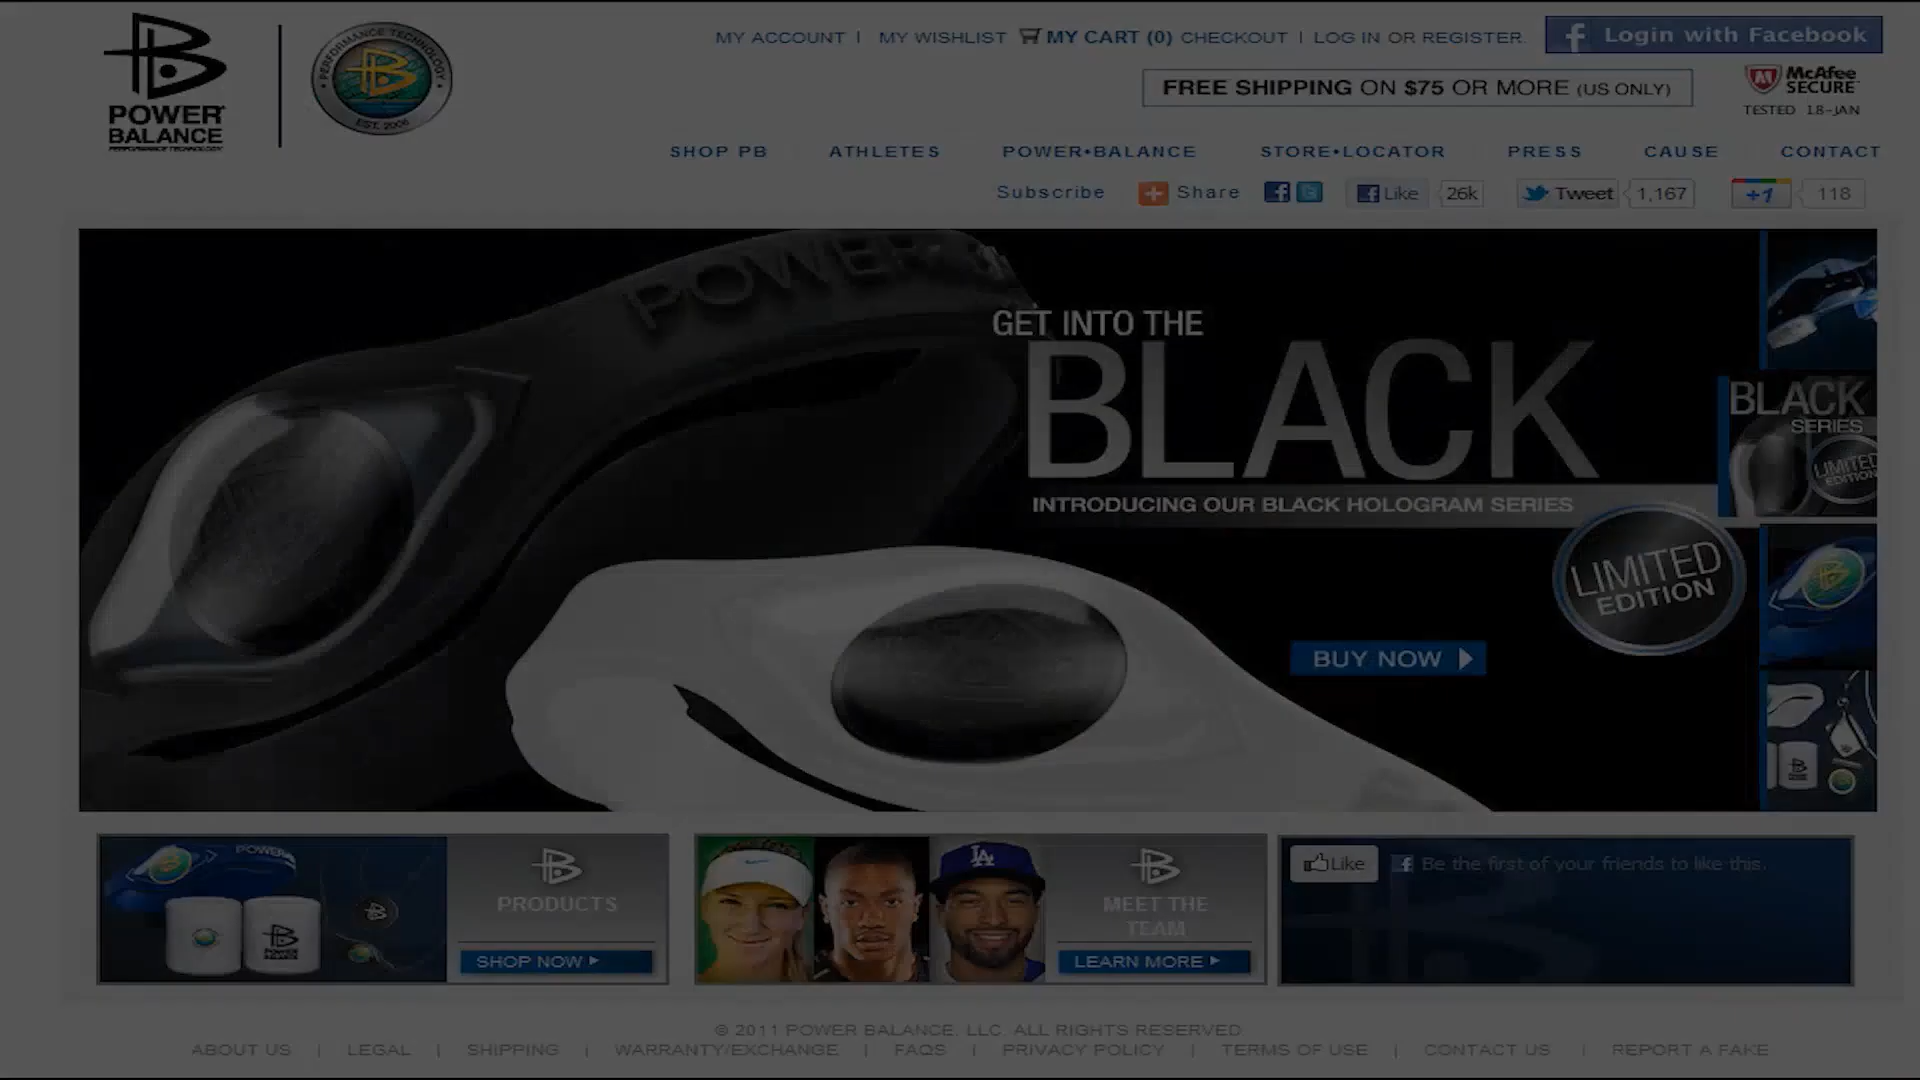 POWER
BALANCE
PERFORMANCE TECHNOLOGY
PERFORMANCE TECHNOLOGY
EST. 2006
MY ACCOUNT | MY WISHLIST MY CART (0) CHECKOUT | LOG IN OR REGISTER
Login with Facebook
FREE SHIPPING ON $75 OR MORE (US ONLY)
McAfee
SECURE
TESTED 18-JAN
SHOP PB ATHLETES POWER•BALANCE STORE•LOCATOR PRESS CAUSE CONTACT
Subscribe Share Like 26k Tweet 1,167 +1 118
POWER
GET INTO THE
BLACK
INTRODUCING OUR BLACK HOLOGRAM SERIES
LIMITED
EDITION
BUY NOW
BLACK
SERIES
LIMITED
EDITION
POWER
PRODUCTS
SHOP NOW
LA
MEET THE
TEAM
LEARN MORE
Like Be the first of your friends to like this.
© 2011 POWER BALANCE, LLC. ALL RIGHTS RESERVED
ABOUT US | LEGAL | SHIPPING | WARRANTY/EXCHANGE | FAQS | PRIVACY POLICY | TERMS OF USE | CONTACT US | REPORT A FAKE